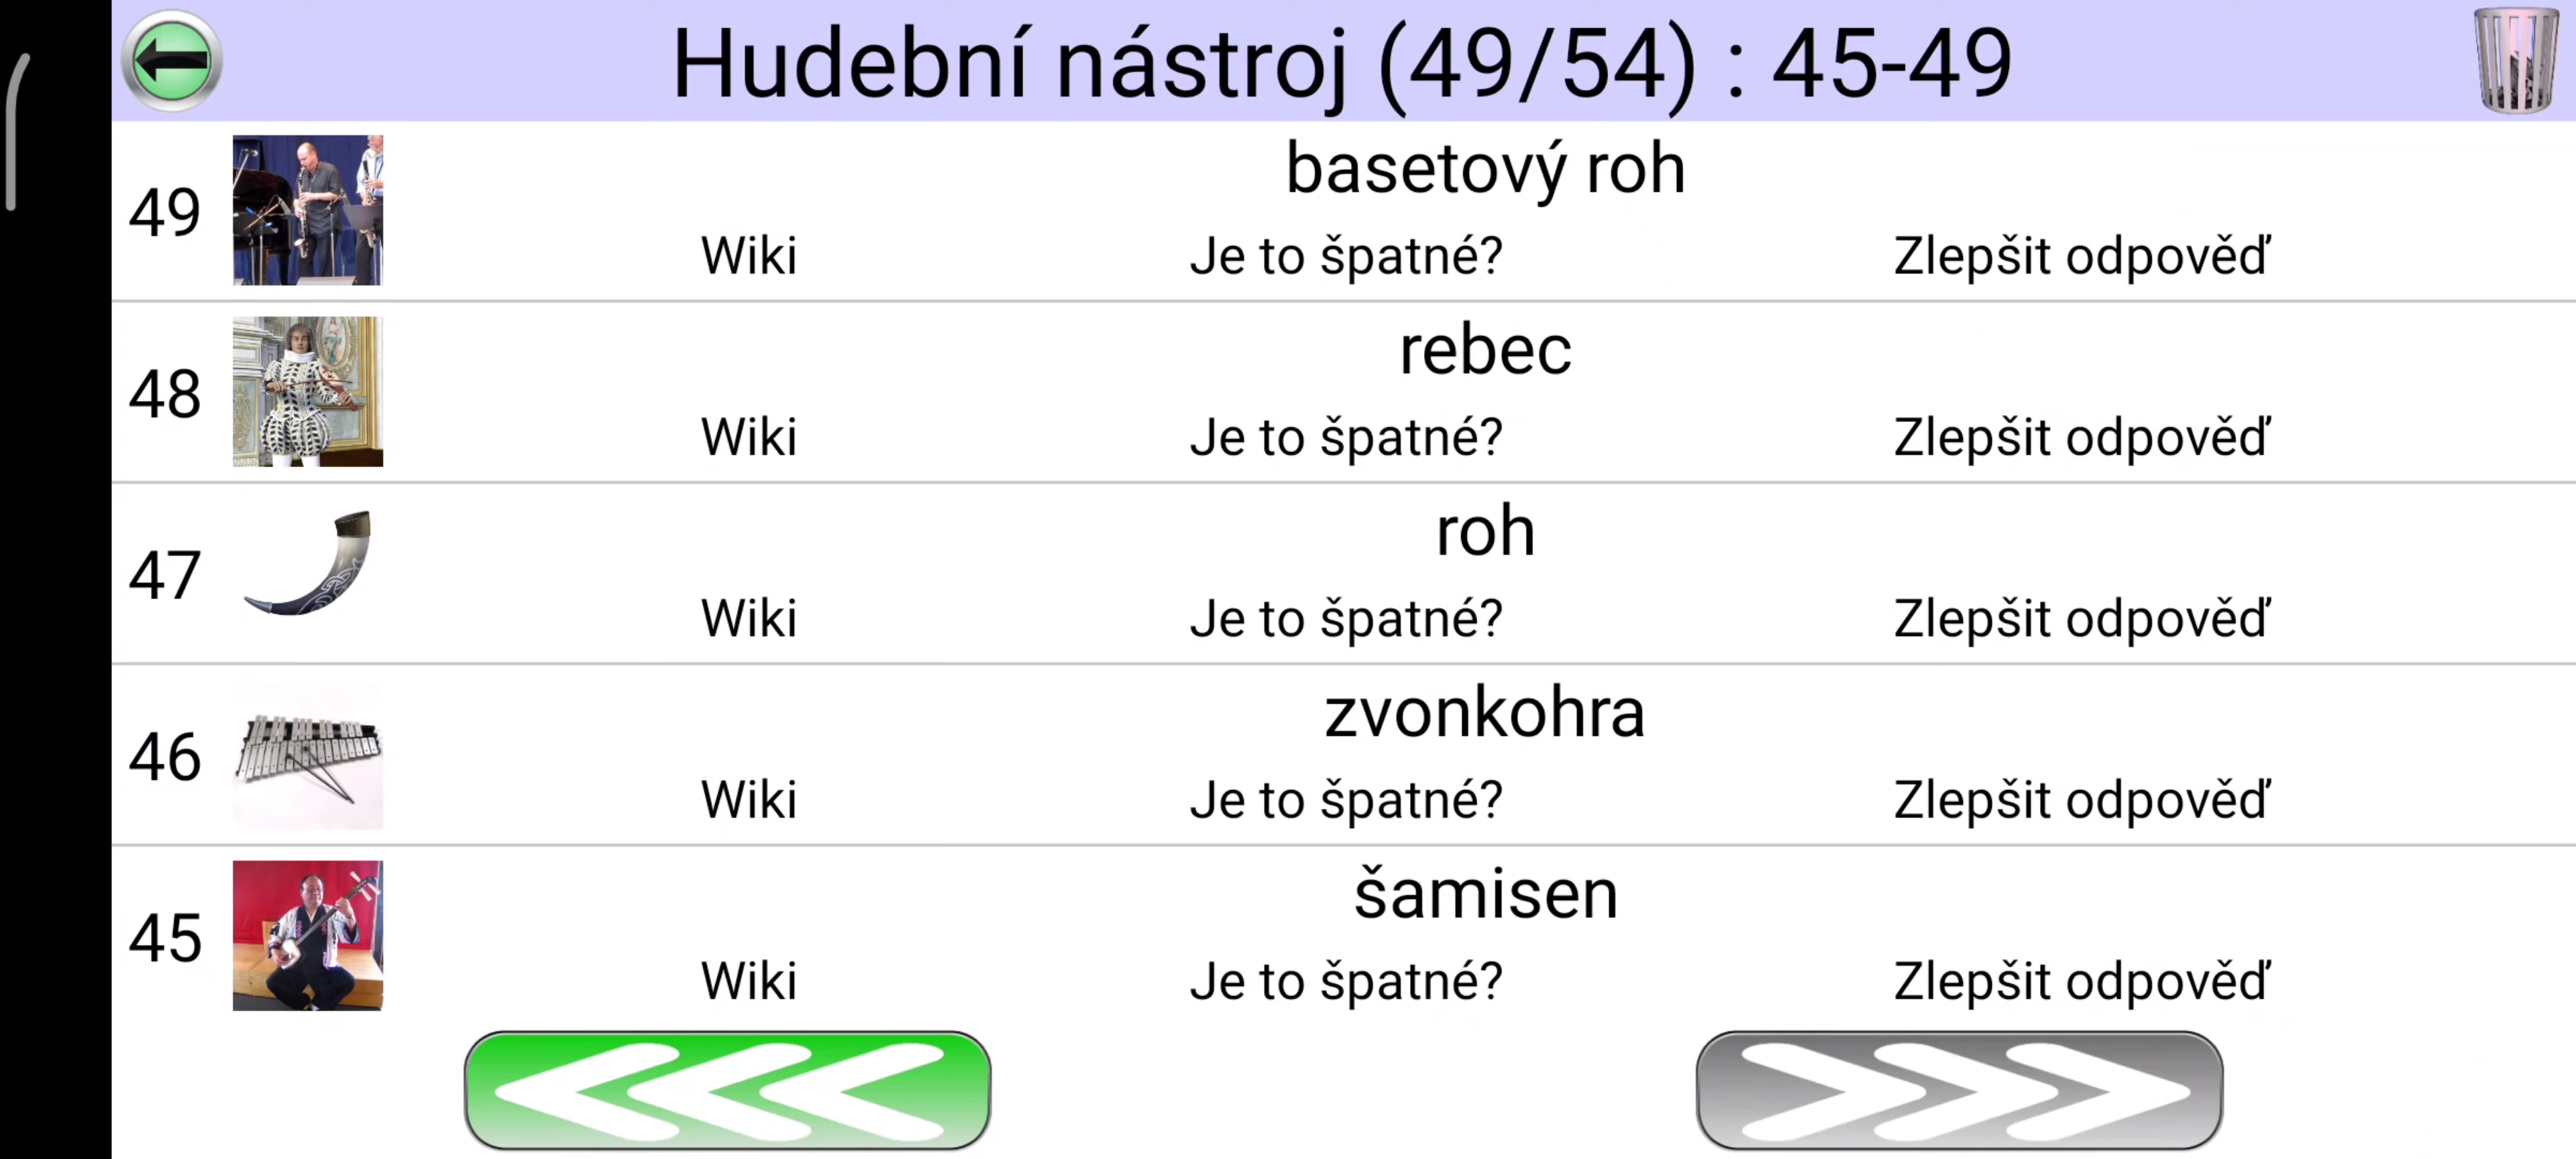 Hudební nástroj (49/54) : 45-49
49
basetový roh
Wiki Je to špatné? Zlepšit odpověď
48
rebec
Wiki Je to špatné? Zlepšit odpověď
47
roh
Wiki Je to špatné? Zlepšit odpověď
46
zvonkohra
Wiki Je to špatné? Zlepšit odpověď
45
šamisen
Wiki Je to špatné? Zlepšit odpověď